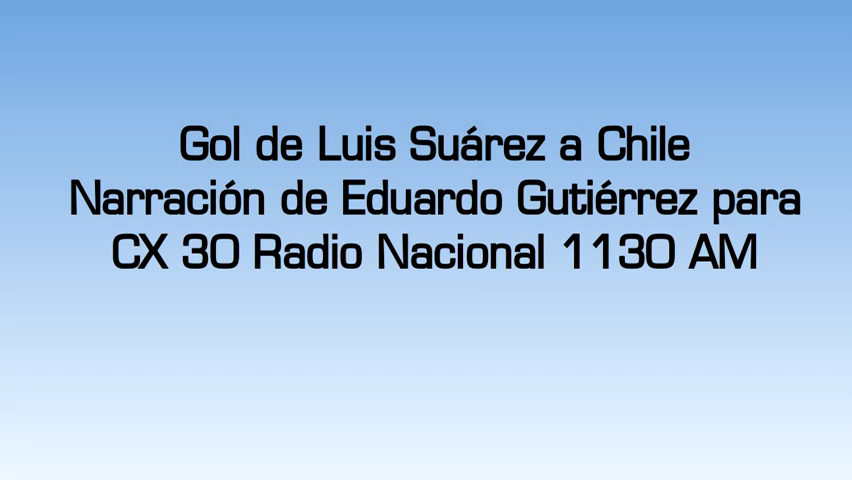 Gol de Luis Suárez a Chile
Narración de Eduardo Gutiérrez para
CX 30 Radio Nacional 1130 AM